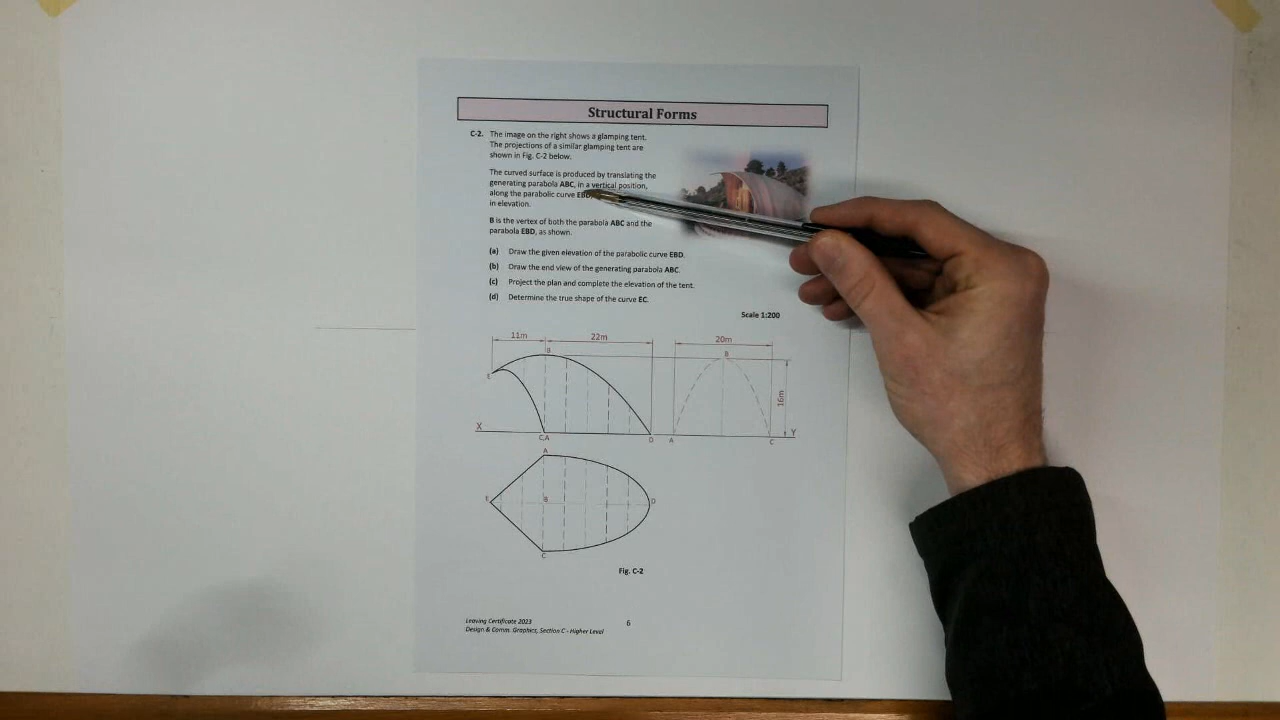 Structural Forms
C-2. The image on the right shows a glamping tent.
The projections of a similar glamping tent are
shown in Fig. C-2 below.
The curved surface is produced by translating the
generating parabola ABC, in a vertical position,
along the parabolic curve
in elevation.
B is the vertex of both the parabola ABC and the
parabola EBD, as shown.
(a) Draw the given elevation of the parabolic curve EBD.
(b) Draw the end view of the generating parabola ABC.
(c) Project the plan and complete the elevation of the tent.
(d) Determine the true shape of the curve EC.
Scale 1:200
11m 22m 20m
B B
E
16m
X Y
C,A D A C
A
E B D
C
Fig. C-2
Leaving Certificate 2023
6
Design & Comm. Graphics, Section C - Higher Level